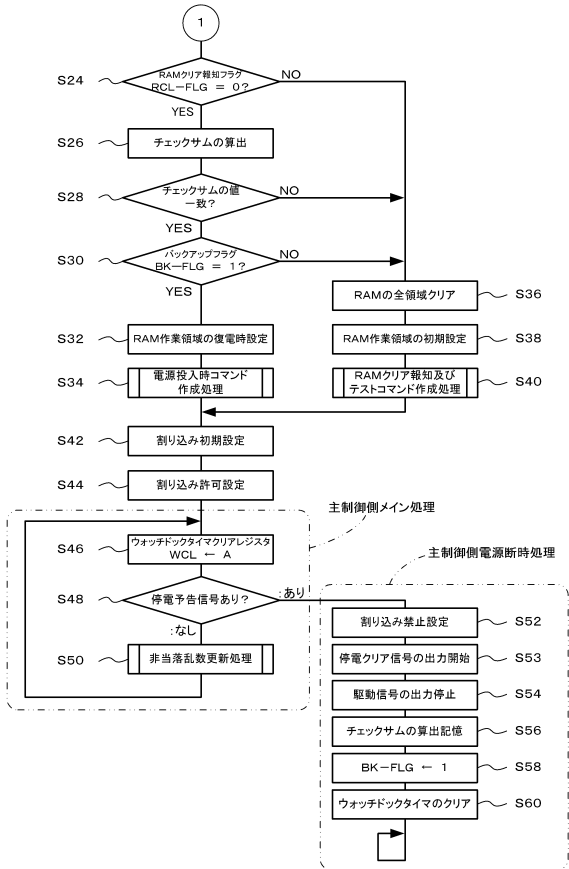 1
S24
RAMクリア報知フラグ
RCL−FLG = 0?
NO
YES
S26
チェックサムの算出
S28
チェックサムの値
一致?
NO
YES
S30
バックアップフラグ
BK−FLG = 1?
NO
YES
RAMの全領域クリア
S36
S32
RAM作業領域の復電時設定
RAM作業領域の初期設定
S38
S34
電源投入時コマンド
作成処理
RAMクリア報知及び
テストコマンド作成処理
S40
S42
割り込み初期設定
S44
割り込み許可設定
主制御側メイン処理
S46
ウォッチドックタイマクリアレジスタ
WCL ← A
主制御側電源断時処理
S48
停電予告信号あり?
:あり
:なし
S50
非当落乱数更新処理
割り込み禁止設定
S52
停電クリア信号の出力開始
S53
駆動信号の出力停止
S54
チェックサムの算出記憶
S56
BK−FLG ← 1
S58
ウォッチドックタイマのクリア
S60